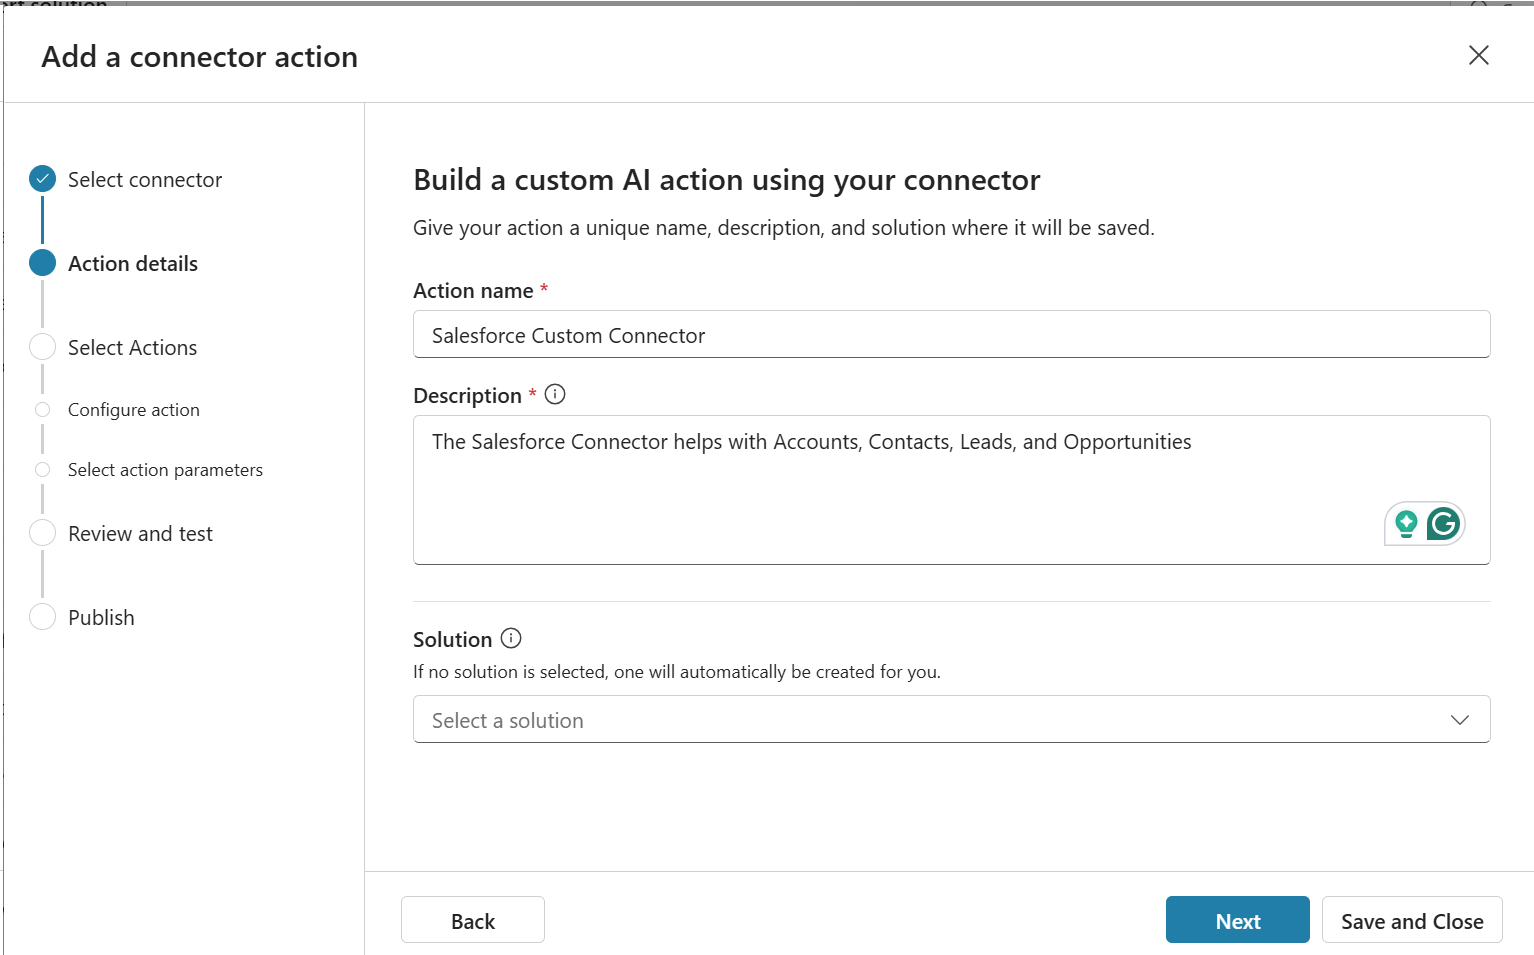 Add a connector action
Select connector
Action details
Select Actions
Configure action
Select action parameters
Review and test
Publish
Build a custom AI action using your connector
Give your action a unique name, description, and solution where it will be saved.
Action name *
Salesforce Custom Connector
Description *
The Salesforce Connector helps with Accounts, Contacts, Leads, and Opportunities
Solution
If no solution is selected, one will automatically be created for you.
Select a solution
Back
Next
Save and Close